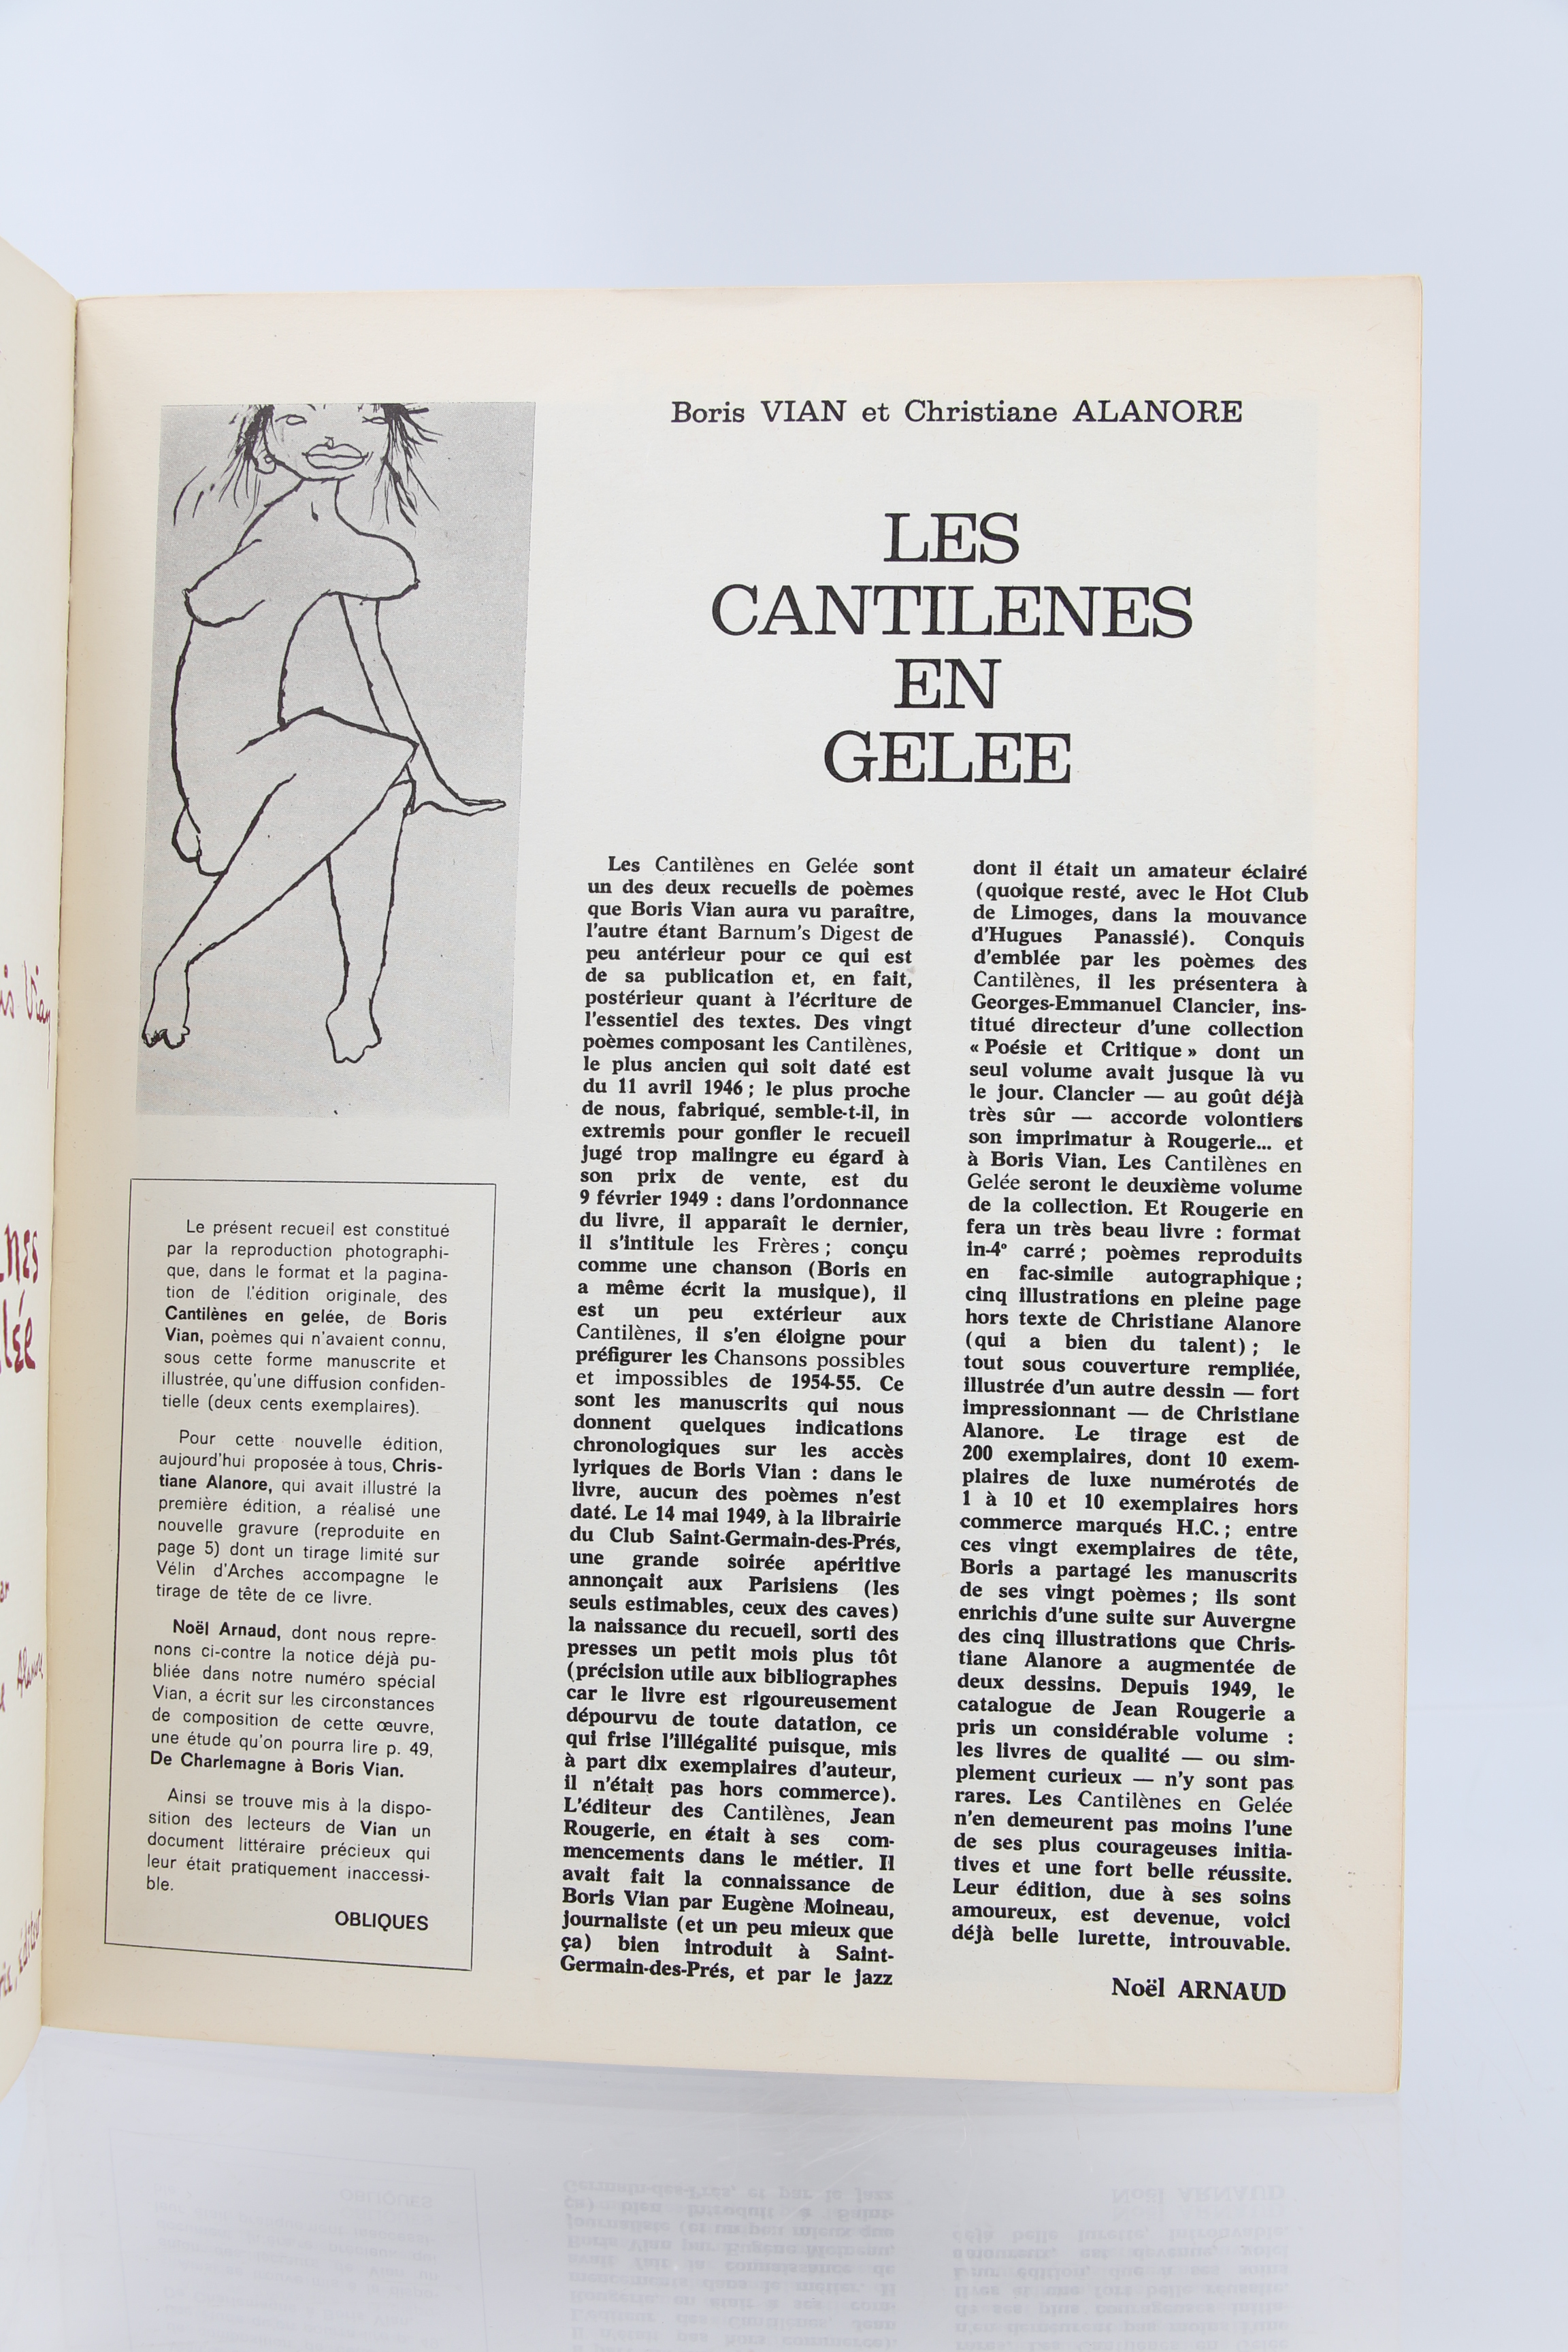 Boris VIAN et Christiane ALANORE
LES
CANTILENES
EN
GELEE
Le présent recueil est constitué
par la reproduction photographi-
que, dans le format et la pagina-
tion de l'édition originale, des
Cantilènes en gelée, de Boris
Vian, poèmes qui n'avaient connu,
sous cette forme manuscrite et
illustrée, qu'une diffusion confiden-
tielle (deux cents exemplaires).
Pour cette nouvelle édition,
aujourd'hui proposée à tous, Chris-
tiane Alanore, qui avait illustré la
première édition, a réalisé une
nouvelle gravure (reproduite en
page 5) dont un tirage limité sur
Vélin d'Arches accompagne le
tirage de tête de ce livre.
Noël Arnaud, dont nous repre-
nons ci-contre la notice déjà pu-
bliée dans notre numéro spécial
Vian, a écrit sur les circonstances
de composition de cette œuvre,
une étude qu'on pourra lire p. 49,
De Charlemagne à Boris Vian.
Ainsi se trouve mis à la dispo-
sition des lecteurs de Vian un
document littéraire précieux qui
leur était pratiquement inaccessi-
ble.
OBLIQUES
Les Cantilènes en Gelée sont
un des deux recueils de poèmes
que Boris Vian aura vu paraître,
l'autre étant Barnum's Digest de
peu antérieur pour ce qui est
de sa publication et, en fait,
postérieur quant à l'écriture de
l'essentiel des textes. Des vingt
poèmes composant les Cantilènes,
le plus ancien qui soit daté est
du 11 avril 1946 ; le plus proche
de nous, fabriqué, semble-t-il, in
extremis pour gonfler le recueil
jugé trop malingre eu égard à
son prix de vente, est du
9 février 1949 : dans l'ordonnance
du livre, il apparaît le dernier,
il s'intitule les Frères ; conçu
comme une chanson (Boris en
a même écrit la musique), il
est un peu extérieur aux
Cantilènes, il s'en éloigne pour
préfigurer les Chansons possibles
et impossibles de 1954-55. Ce
sont les manuscrits qui nous
donnent quelques indications
chronologiques sur les accès
lyriques de Boris Vian : dans le
livre, aucun des poèmes n'est
daté. Le 14 mai 1949, à la librairie
du Club Saint-Germain-des-Prés,
une grande soirée apéritive
annonçait aux Parisiens (les
seuls estimables, ceux des caves)
la naissance du recueil, sorti des
presses un petit mois plus tôt
(précision utile aux bibliographes
car le livre est rigoureusement
dépourvu de toute datation, ce
qui frise l'illégalité puisque, mis
à part dix exemplaires d'auteur,
il n'était pas hors commerce).
L'éditeur des Cantilènes, Jean
Rougerie, en était à ses com-
mencements dans le métier. Il
avait fait la connaissance de
Boris Vian par Eugène Moineau,
journaliste (et un peu mieux que
ça) bien introduit à Saint-
Germain-des-Prés, et par le jazz
dont il était un amateur éclairé
(quoique resté, avec le Hot Club
de Limoges, dans la mouvance
d'Hugues Panassié). Conquis
d'emblée par les poèmes des
Cantilènes, il les présentera à
Georges-Emmanuel Clancier, ins-
titué directeur d'une collection
« Poésie et Critique » dont un
seul volume avait jusque là vu
le jour. Clancier — au goût déjà
très sûr — accorde volontiers
son imprimatur à Rougerie... et
à Boris Vian. Les Cantilènes en
Gelée seront le deuxième volume
de la collection. Et Rougerie en
fera un très beau livre : format
in-4° carré ; poèmes reproduits
en fac-simile autographique ;
cinq illustrations en pleine page
hors texte de Christiane Alanore
(qui a bien du talent) ; le
tout sous couverture rempliée,
illustrée d'un autre dessin — fort
impressionnant — de Christiane
Alanore. Le tirage est de
200 exemplaires, dont 10 exem-
plaires de luxe numérotés de
1 à 10 et 10 exemplaires hors
commerce marqués H.C. ; entre
ces vingt exemplaires de tête,
Boris a partagé les manuscrits
de ses vingt poèmes ; ils sont
enrichis d'une suite sur Auvergne
des cinq illustrations que Chris-
tiane Alanore a augmentée de
deux dessins. Depuis 1949, le
catalogue de Jean Rougerie a
pris un considérable volume :
les livres de qualité — ou sim-
plement curieux — n'y sont pas
rares. Les Cantilènes en Gelée
n'en demeurent pas moins l'une
de ses plus courageuses initia-
tives et une fort belle réussite.
Leur édition, due à ses soins
amoureux, est devenue, voici
déjà belle lurette, introuvable.
Noël ARNAUD